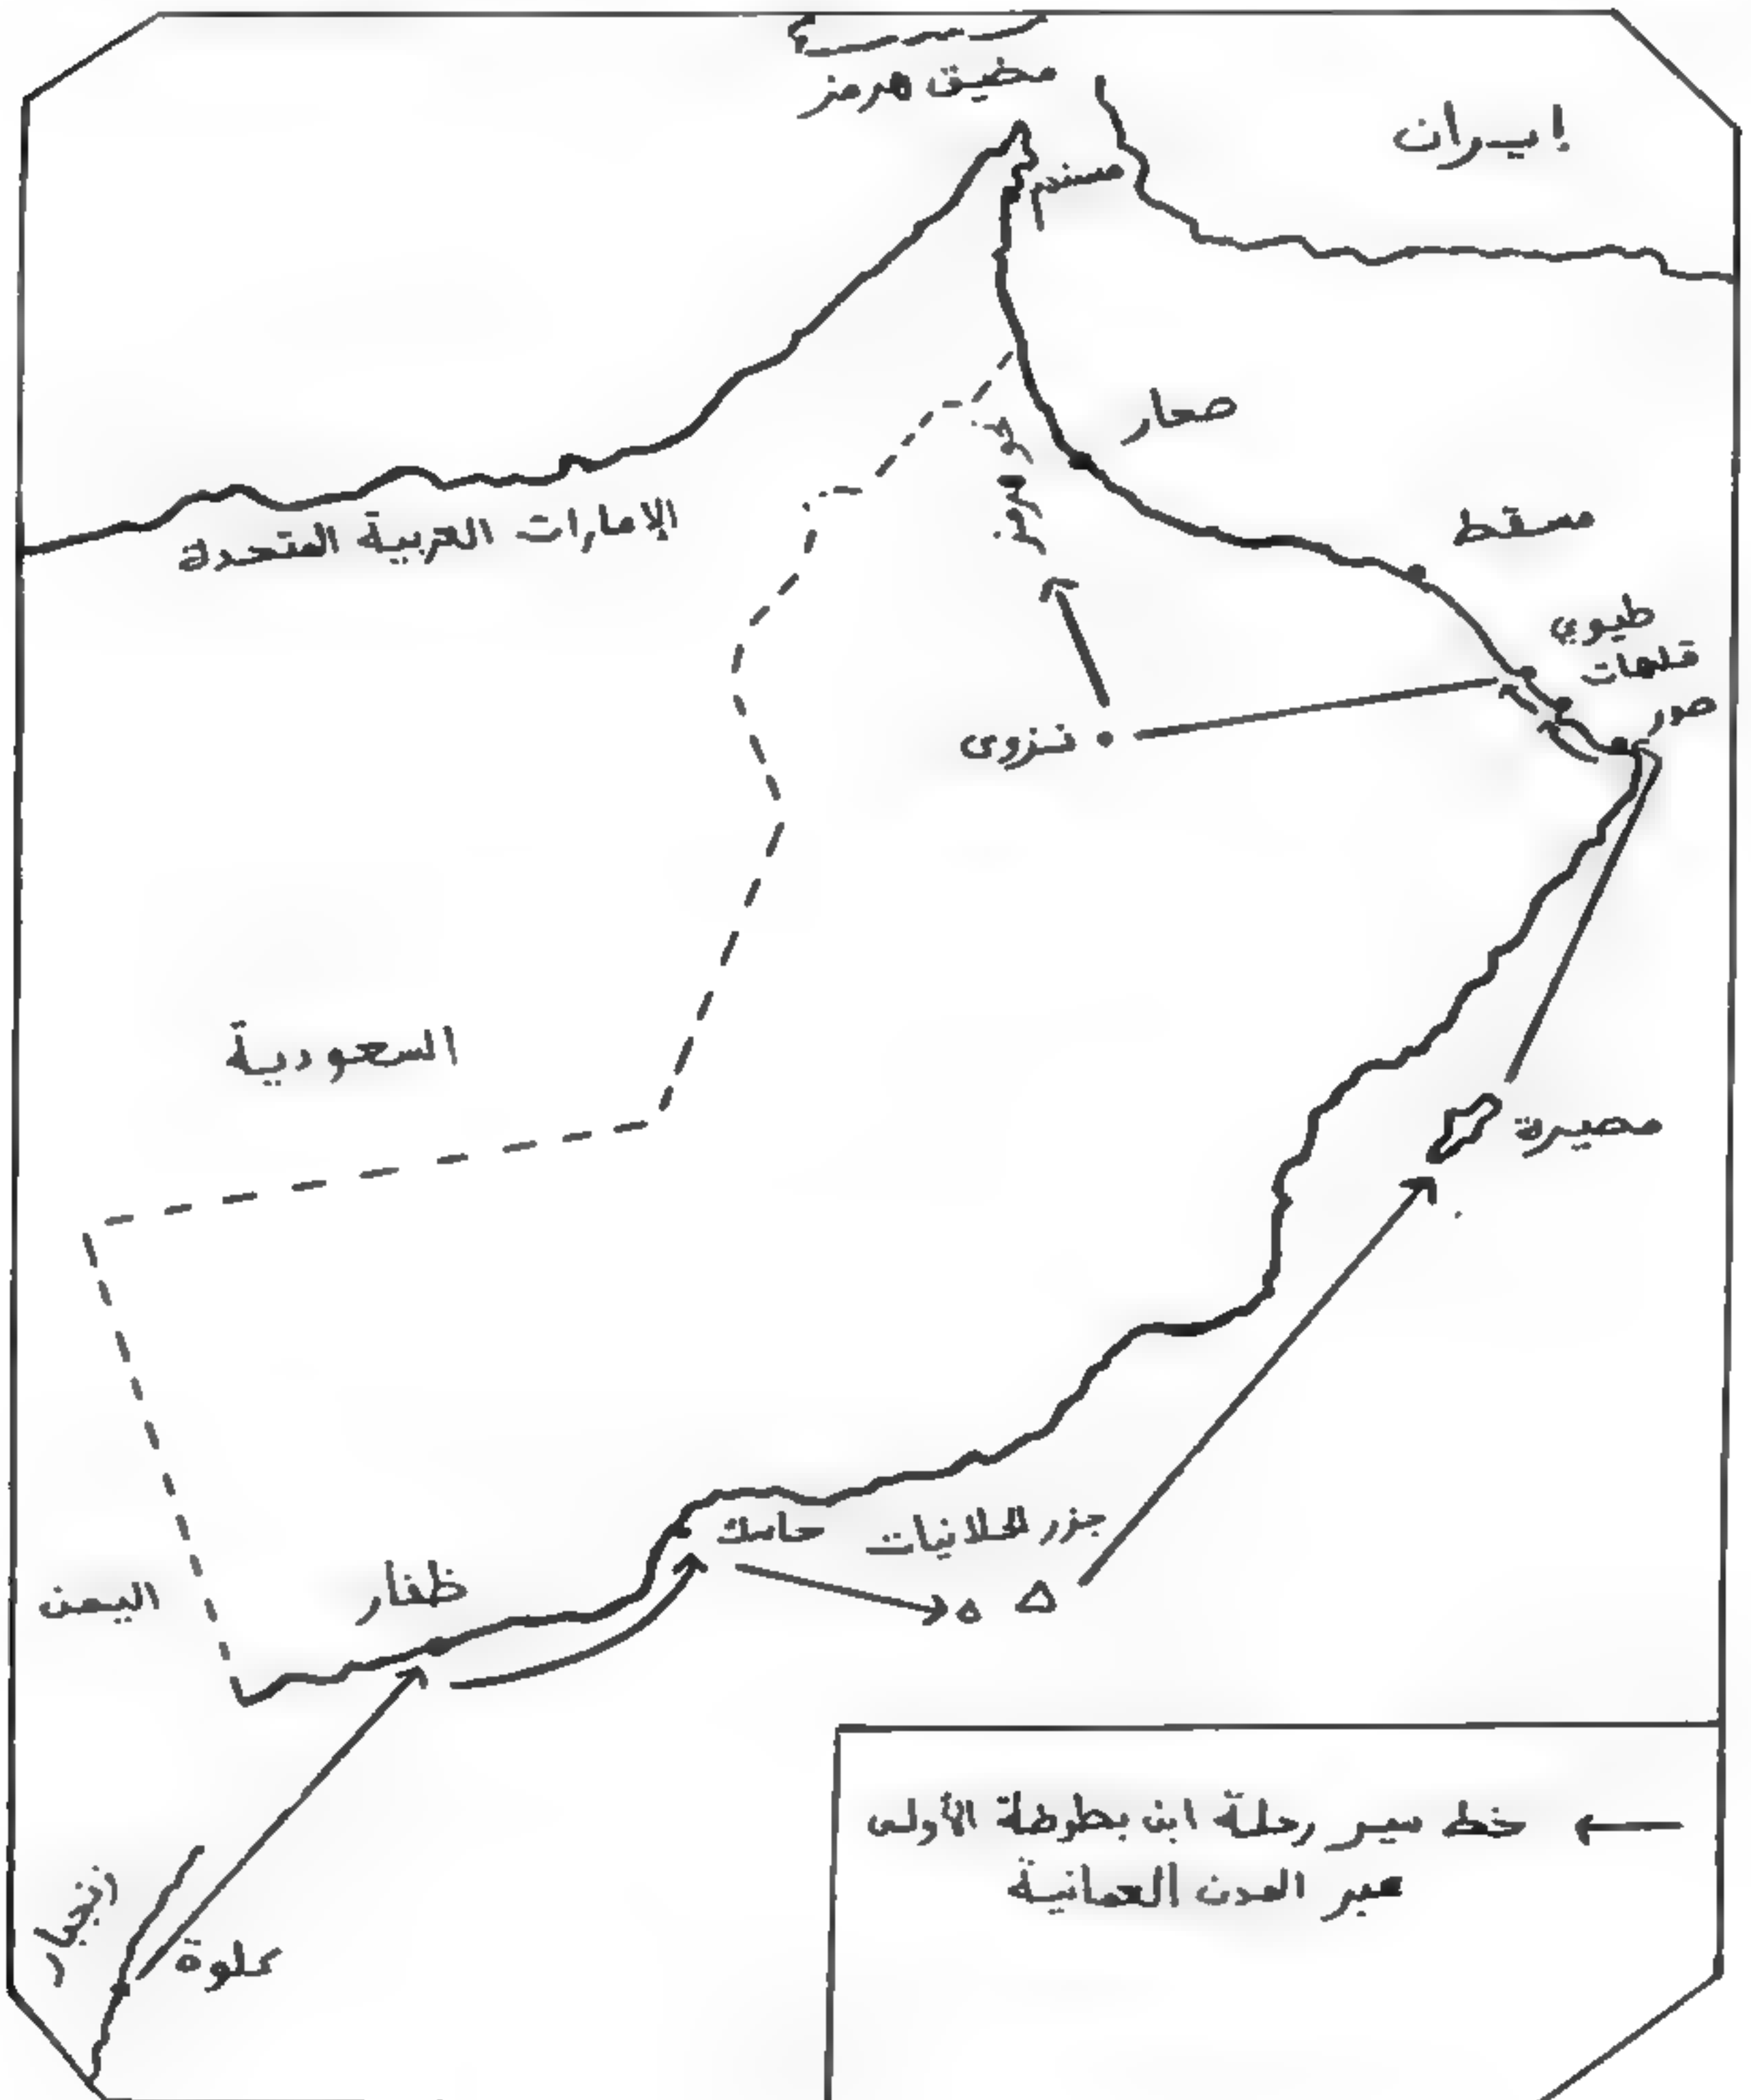 مضيق هرمز
إيران
مسندم
صحار
الإمارات العربية المتحدة
مسقط
طيوي
قلهات
صور
نزوى
السعودية
مصيرة
جزر الحلانيات
حاسك
ظفار
اليمن
خط سير رحلة ابن بطوطة الأولى
عبر المدن العمانية
كلوة